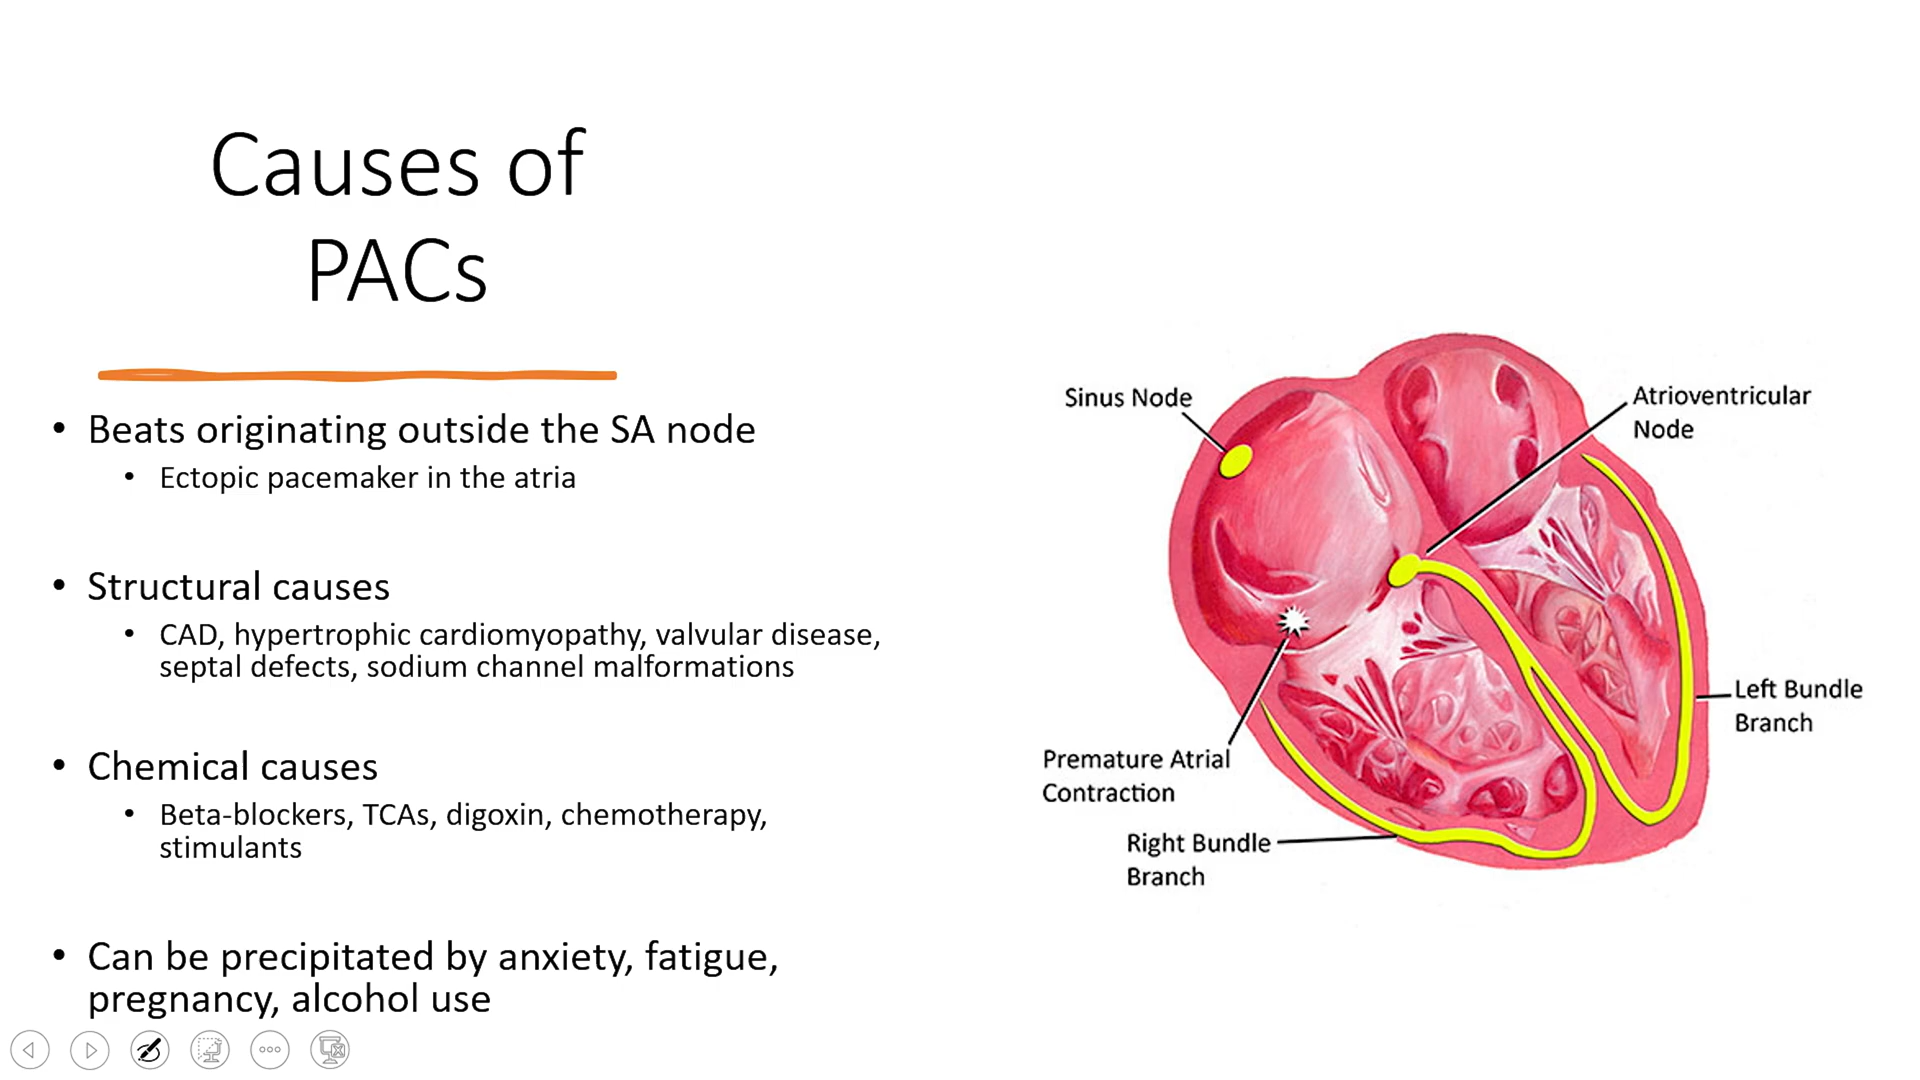 Causes of
PACs
• Beats originating outside the SA node
• Ectopic pacemaker in the atria
• Structural causes
• CAD, hypertrophic cardiomyopathy, valvular disease,
septal defects, sodium channel malformations
• Chemical causes
• Beta-blockers, TCAs, digoxin, chemotherapy,
stimulants
• Can be precipitated by anxiety, fatigue,
pregnancy, alcohol use
Sinus Node
Atrioventricular
Node
Left Bundle
Branch
Premature Atrial
Contraction
Right Bundle
Branch